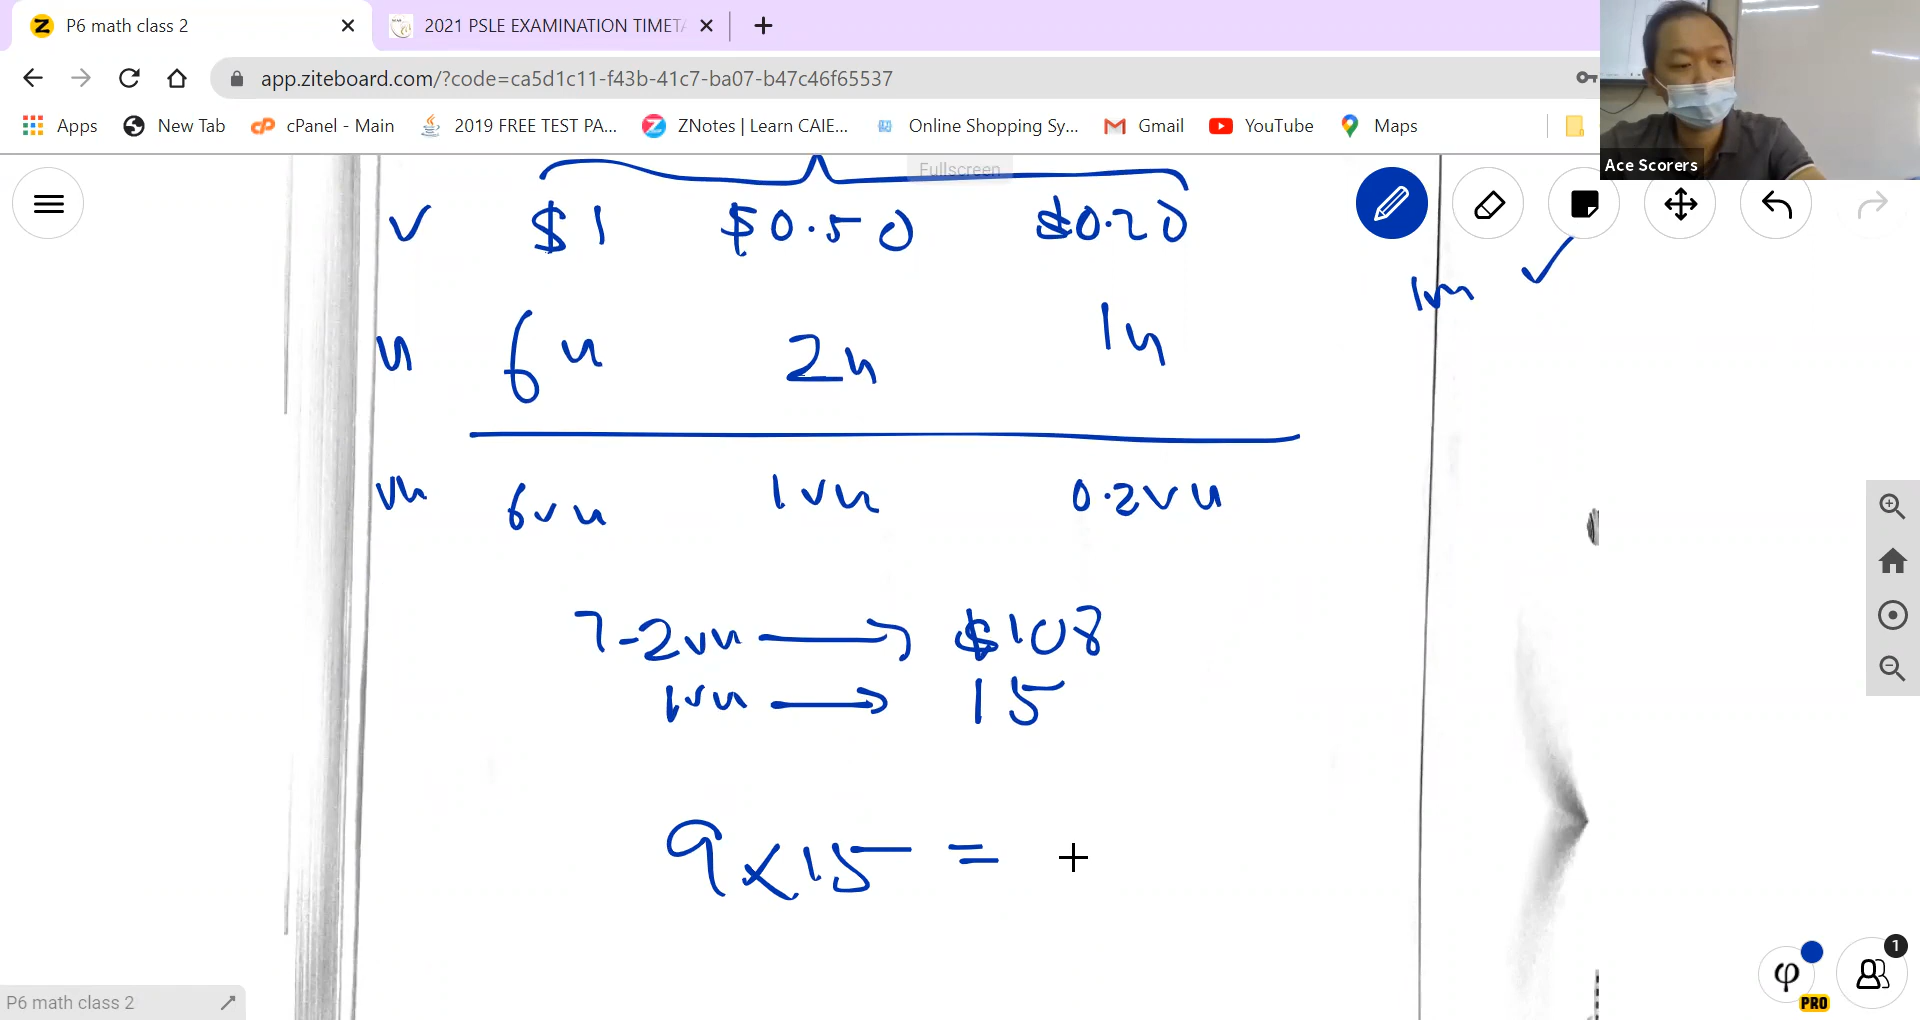 P6 math class 2
2021 PSLE EXAMINATION TIMETA
app.ziteboard.com/?code=ca5d1c11-f43b-41c7-ba07-b47c46f65537
Apps New Tab cPanel - Main 2019 FREE TEST PA... ZNotes | Learn CAIE... Online Shopping Sy... Gmail YouTube Maps
Ace Scorers
Fullscreen
v $1 $0.50 $0.20
u 6u 2u 1u
vu 6vu 1vu 0.2vu
7.2vu → $108
1vu → 15
9 × 15 =
1
φ
PRO
P6 math class 2